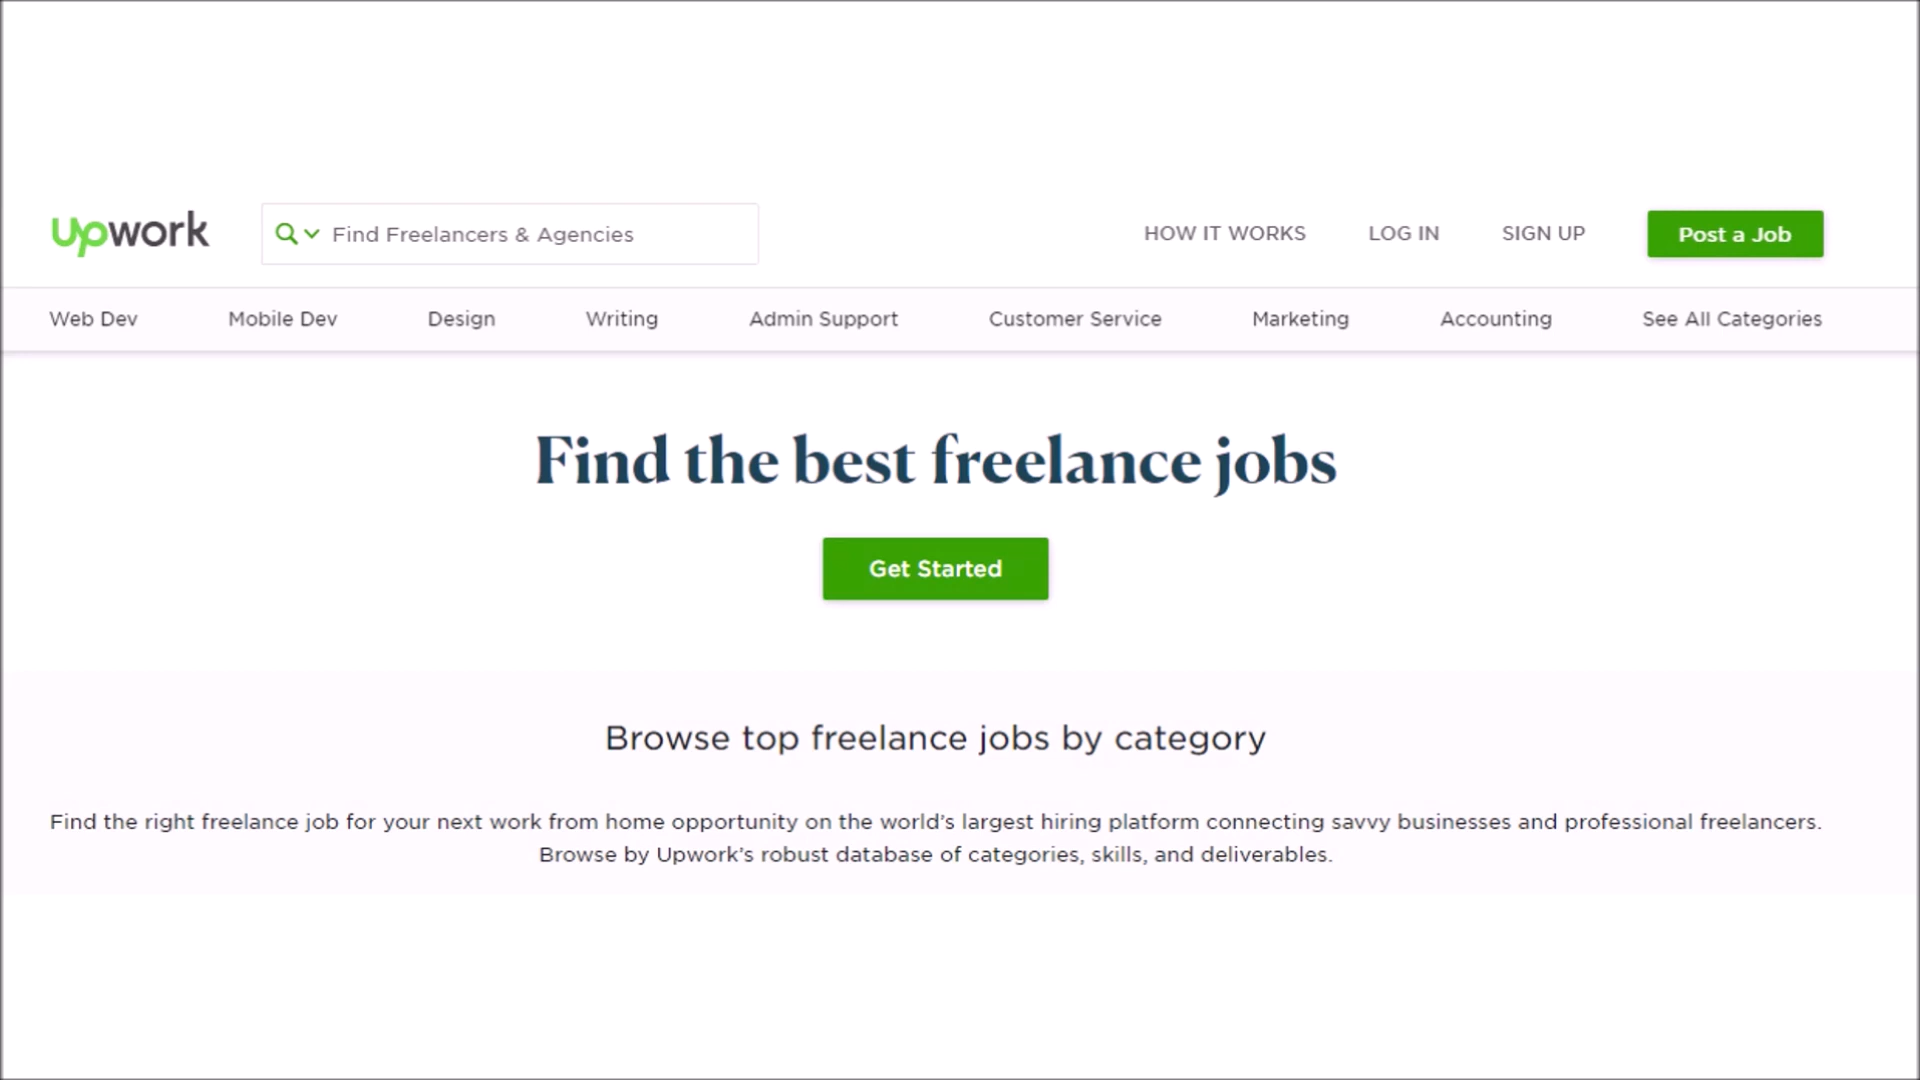 Upwork
Find Freelancers & Agencies
HOW IT WORKS
LOG IN
SIGN UP
Post a Job
Web Dev
Mobile Dev
Design
Writing
Admin Support
Customer Service
Marketing
Accounting
See All Categories
Find the best freelance jobs
Get Started
Browse top freelance jobs by category
Find the right freelance job for your next work from home opportunity on the world’s largest hiring platform connecting savvy businesses and professional freelancers.
Browse by Upwork’s robust database of categories, skills, and deliverables.